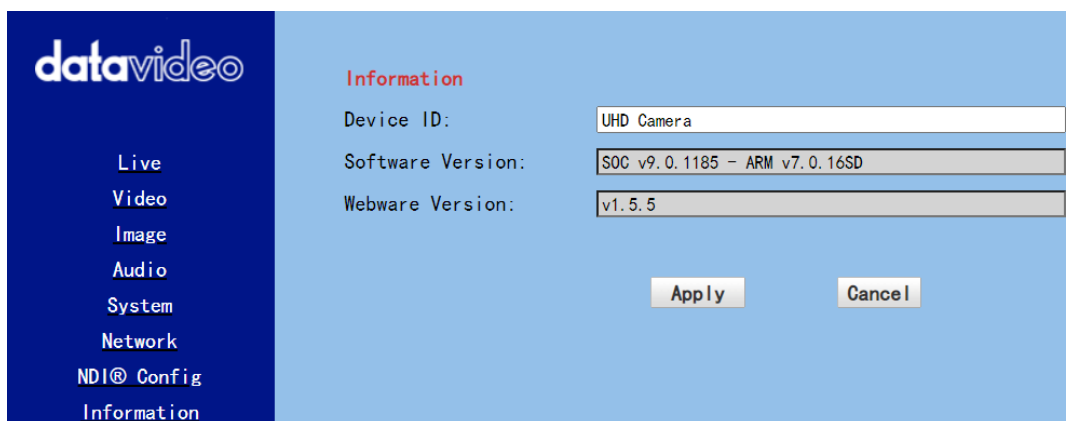 datavideo
Live
Video
Image
Audio
System
Network
NDI® Config
Information
Information
Device ID: UHD Camera
Software Version: SOC v9.0.1185 - ARM v7.0.16SD
Webware Version: v1.5.5
Apply Cancel